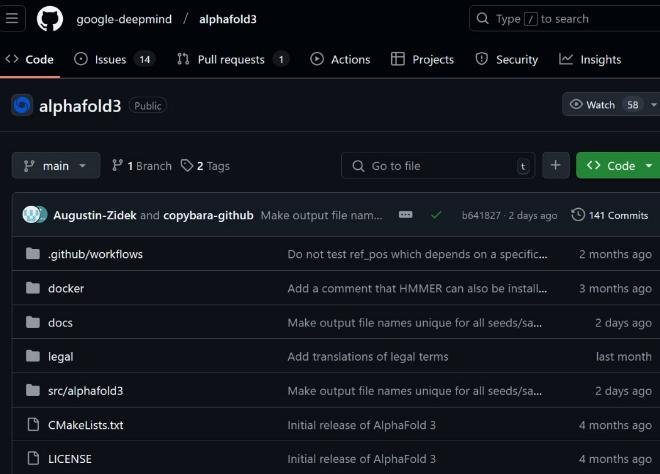 google-deepmind / alphafold3 Type / to search
Code Issues 14 Pull requests 1 Actions Projects Security Insights
alphafold3 Public Watch 58
main 1 Branch 2 Tags Go to file t + Code
Augustin-Zidek and copybara-github Make output file nam... b641827 · 2 days ago 141 Commits
.github/workflows Do not test ref_pos which depends on a specific... 2 months ago
docker Add a comment that HMMER can also be install... 3 months ago
docs Make output file names unique for all seeds/sa... 2 days ago
legal Add translations of legal terms last month
src/alphafold3 Make output file names unique for all seeds/sa... 2 days ago
CMakeLists.txt Initial release of AlphaFold 3 4 months ago
LICENSE Initial release of AlphaFold 3 4 months ago